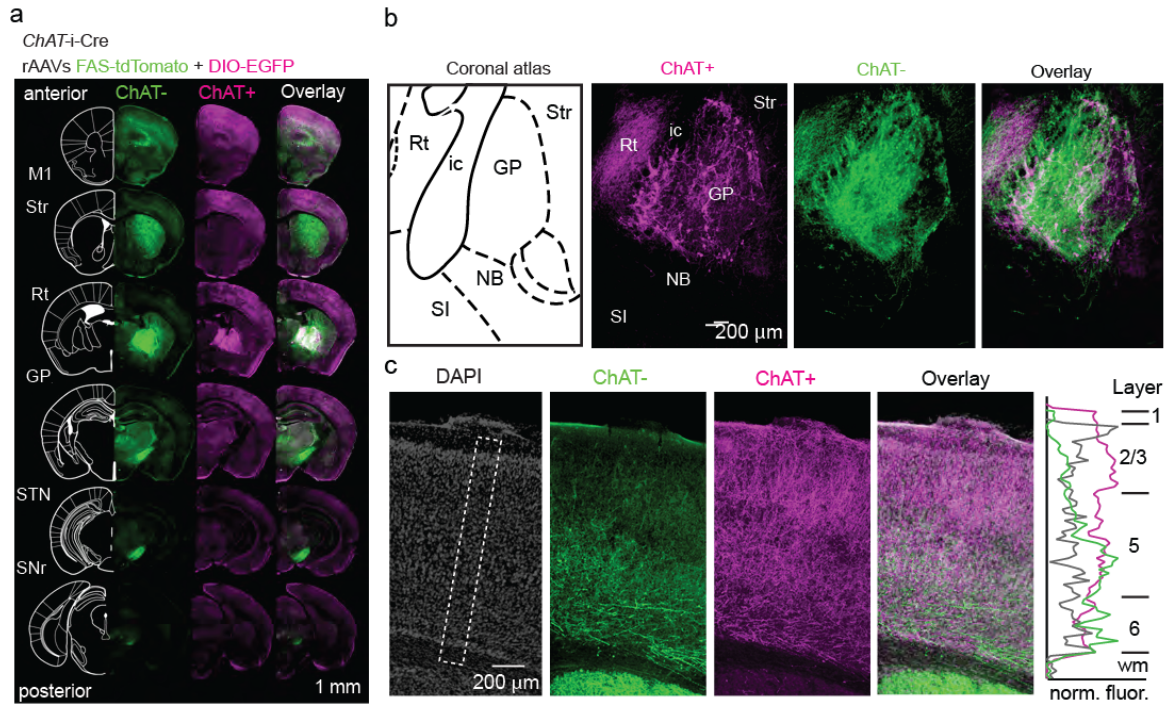 a
ChAT-i-Cre
rAAVs FAS-tdTomato + DIO-EGFP
anterior ChAT- ChAT+ Overlay
M1
Str
Rt
GP
STN
SNr
posterior 1 mm
b
Coronal atlas ChAT+ ChAT- Overlay
Rt ic GP Str NB SI
Rt ic Str GP NB SI 200 µm
c
DAPI ChAT- ChAT+ Overlay Layer
1
2/3
5
6
wm
200 µm
norm. fluor.